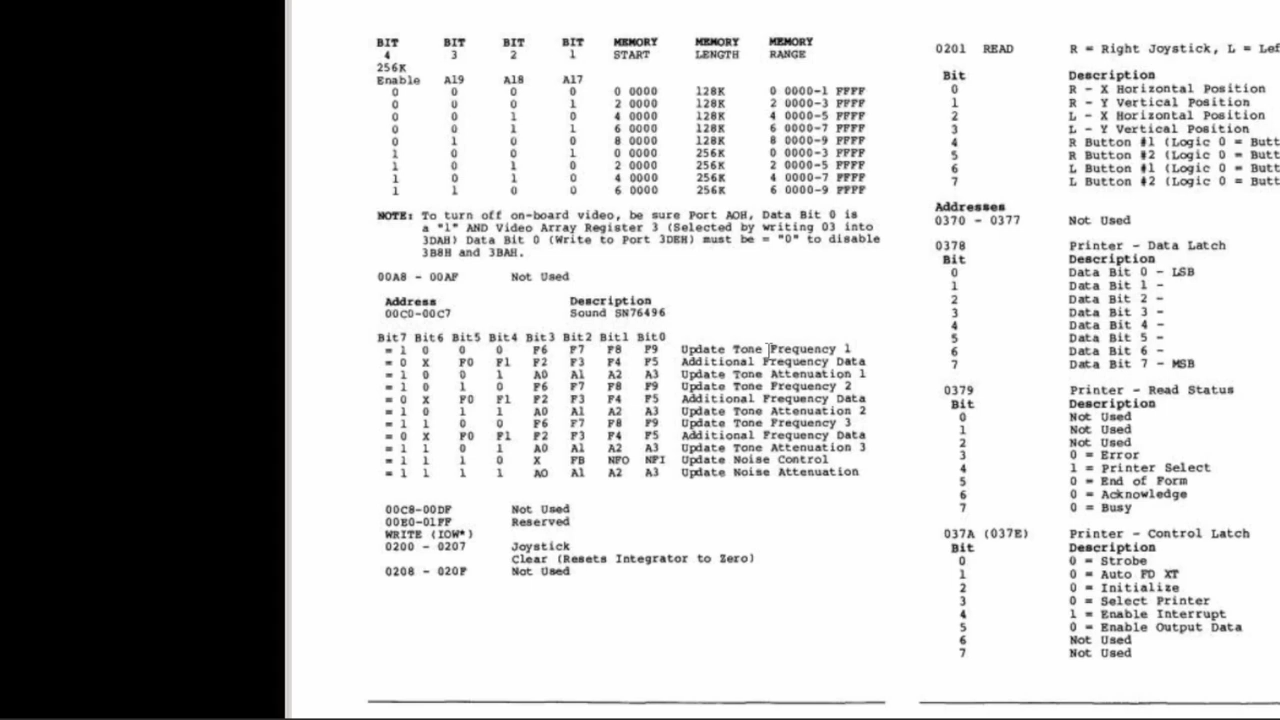 BIT BIT BIT BIT MEMORY MEMORY MEMORY
4 3 2 1 START LENGTH RANGE
256K
Enable A19 A18 A17
0 0 0 0 0 0000 128K 0 0000-1 FFFF
0 0 0 1 2 0000 128K 2 0000-3 FFFF
0 0 1 0 4 0000 128K 4 0000-5 FFFF
0 0 1 1 6 0000 128K 6 0000-7 FFFF
0 1 0 0 8 0000 128K 8 0000-9 FFFF
1 0 0 1 0 0000 256K 0 0000-3 FFFF
1 0 1 0 2 0000 256K 2 0000-5 FFFF
1 0 1 1 4 0000 256K 4 0000-7 FFFF
1 1 0 0 6 0000 256K 6 0000-9 FFFF
NOTE: To turn off on-board video, be sure Port A0H, Data Bit 0 is
a "1" AND Video Array Register 3 (Selected by writing 03 into
3DAH) Data Bit 0 (Write to Port 3DEH) must be = "0" to disable
3B8H and 3BAH.
00A8 - 00AF Not Used
Address Description
00C0-00C7 Sound SN76496
Bit7 Bit6 Bit5 Bit4 Bit3 Bit2 Bit1 Bit0
= 1 0 0 0 F6 F7 F8 F9 Update Tone Frequency 1
= 0 X F0 F1 F2 F3 F4 F5 Additional Frequency Data
= 1 0 0 1 A0 A1 A2 A3 Update Tone Attenuation 1
= 1 0 1 0 F6 F7 F8 F9 Update Tone Frequency 2
= 0 X F0 F1 F2 F3 F4 F5 Additional Frequency Data
= 1 0 1 1 A0 A1 A2 A3 Update Tone Attenuation 2
= 1 1 0 0 F6 F7 F8 F9 Update Tone Frequency 3
= 0 X F0 F1 F2 F3 F4 F5 Additional Frequency Data
= 1 1 0 1 A0 A1 A2 A3 Update Tone Attenuation 3
= 1 1 1 0 X FB NF0 NF1 Update Noise Control
= 1 1 1 1 A0 A1 A2 A3 Update Noise Attenuation
00C8-00DF Not Used
00E0-01FF Reserved
WRITE (IOW*)
0200 - 0207 Joystick
Clear (Resets Integrator to Zero)
0208 - 020F Not Used
0201 READ R = Right Joystick, L = Lef
Bit Description
0 R - X Horizontal Position
1 R - Y Vertical Position
2 L - X Horizontal Position
3 L - Y Vertical Position
4 R Button #1 (Logic 0 = Butt
5 R Button #2 (Logic 0 = Butt
6 L Button #1 (Logic 0 = Butt
7 L Button #2 (Logic 0 = Butt
Addresses
0370 - 0377 Not Used
0378 Printer - Data Latch
Bit Description
0 Data Bit 0 - LSB
1 Data Bit 1 -
2 Data Bit 2 -
3 Data Bit 3 -
4 Data Bit 4 -
5 Data Bit 5 -
6 Data Bit 6 -
7 Data Bit 7 - MSB
0379 Printer - Read Status
Bit Description
0 Not Used
1 Not Used
2 Not Used
3 0 = Error
4 1 = Printer Select
5 0 = End of Form
6 0 = Acknowledge
7 0 = Busy
037A (037E) Printer - Control Latch
Bit Description
0 0 = Strobe
1 0 = Auto FD XT
2 0 = Initialize
3 0 = Select Printer
4 1 = Enable Interrupt
5 0 = Enable Output Data
6 Not Used
7 Not Used